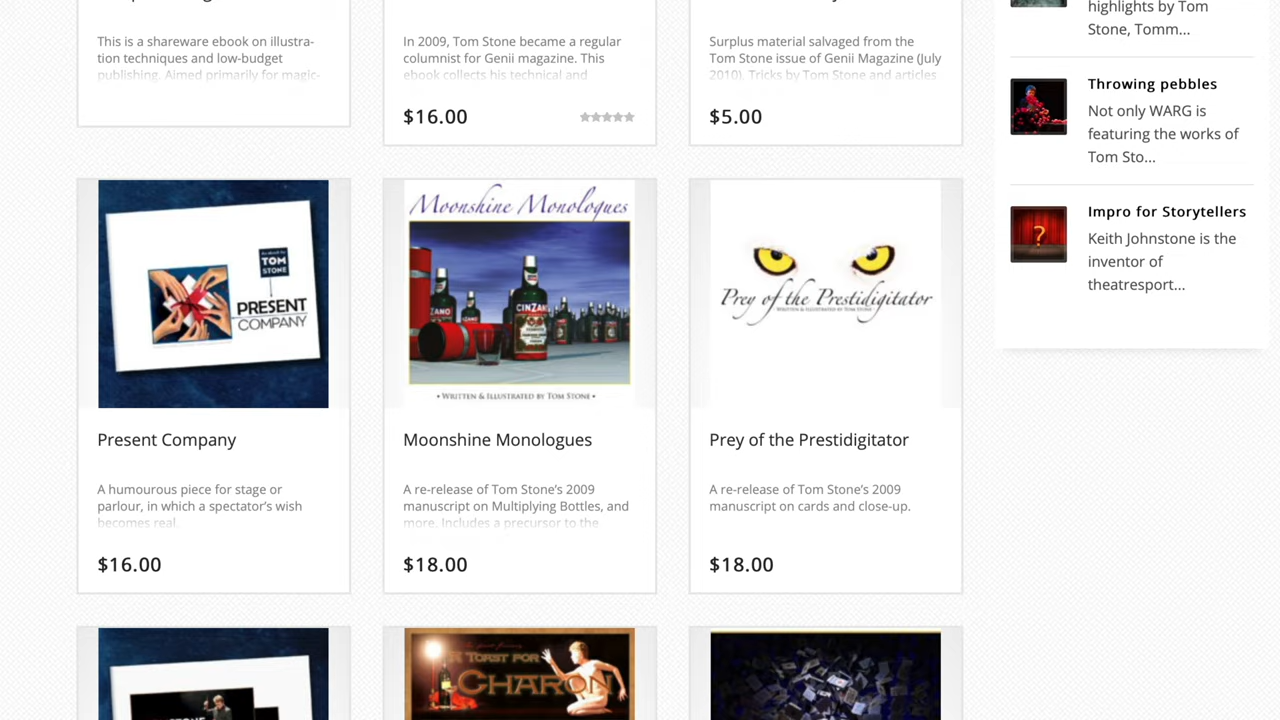 This is a shareware ebook on illustra-
tion techniques and low-budget
publishing. Aimed primarily for magic-
In 2009, Tom Stone became a regular
columnist for Genii magazine. This
ebook collects his technical and
$16.00
Surplus material salvaged from the
Tom Stone issue of Genii Magazine (July
2010). Tricks by Tom Stone and articles
$5.00
highlights by Tom
Stone, Tomm...
Throwing pebbles
Not only WARG is
featuring the works of
Tom Sto...
Impro for Storytellers
Keith Johnstone is the
inventor of
theatresport...
TOM
STONE
PRESENT
COMPANY
Present Company
A humourous piece for stage or
parlour, in which a spectator’s wish
becomes real.
$16.00
Moonshine Monologues
ZANO
ZANO
CINZANO
• WRITTEN & ILLUSTRATED BY TOM STONE •
Moonshine Monologues
A re-release of Tom Stone’s 2009
manuscript on Multiplying Bottles, and
more. Includes a precursor to the
$18.00
Prey of the Prestidigitator
WRITTEN & ILLUSTRATED BY TOM STONE
Prey of the Prestidigitator
A re-release of Tom Stone’s 2009
manuscript on cards and close-up.
$18.00
STONE
TORST FOR
CHARON